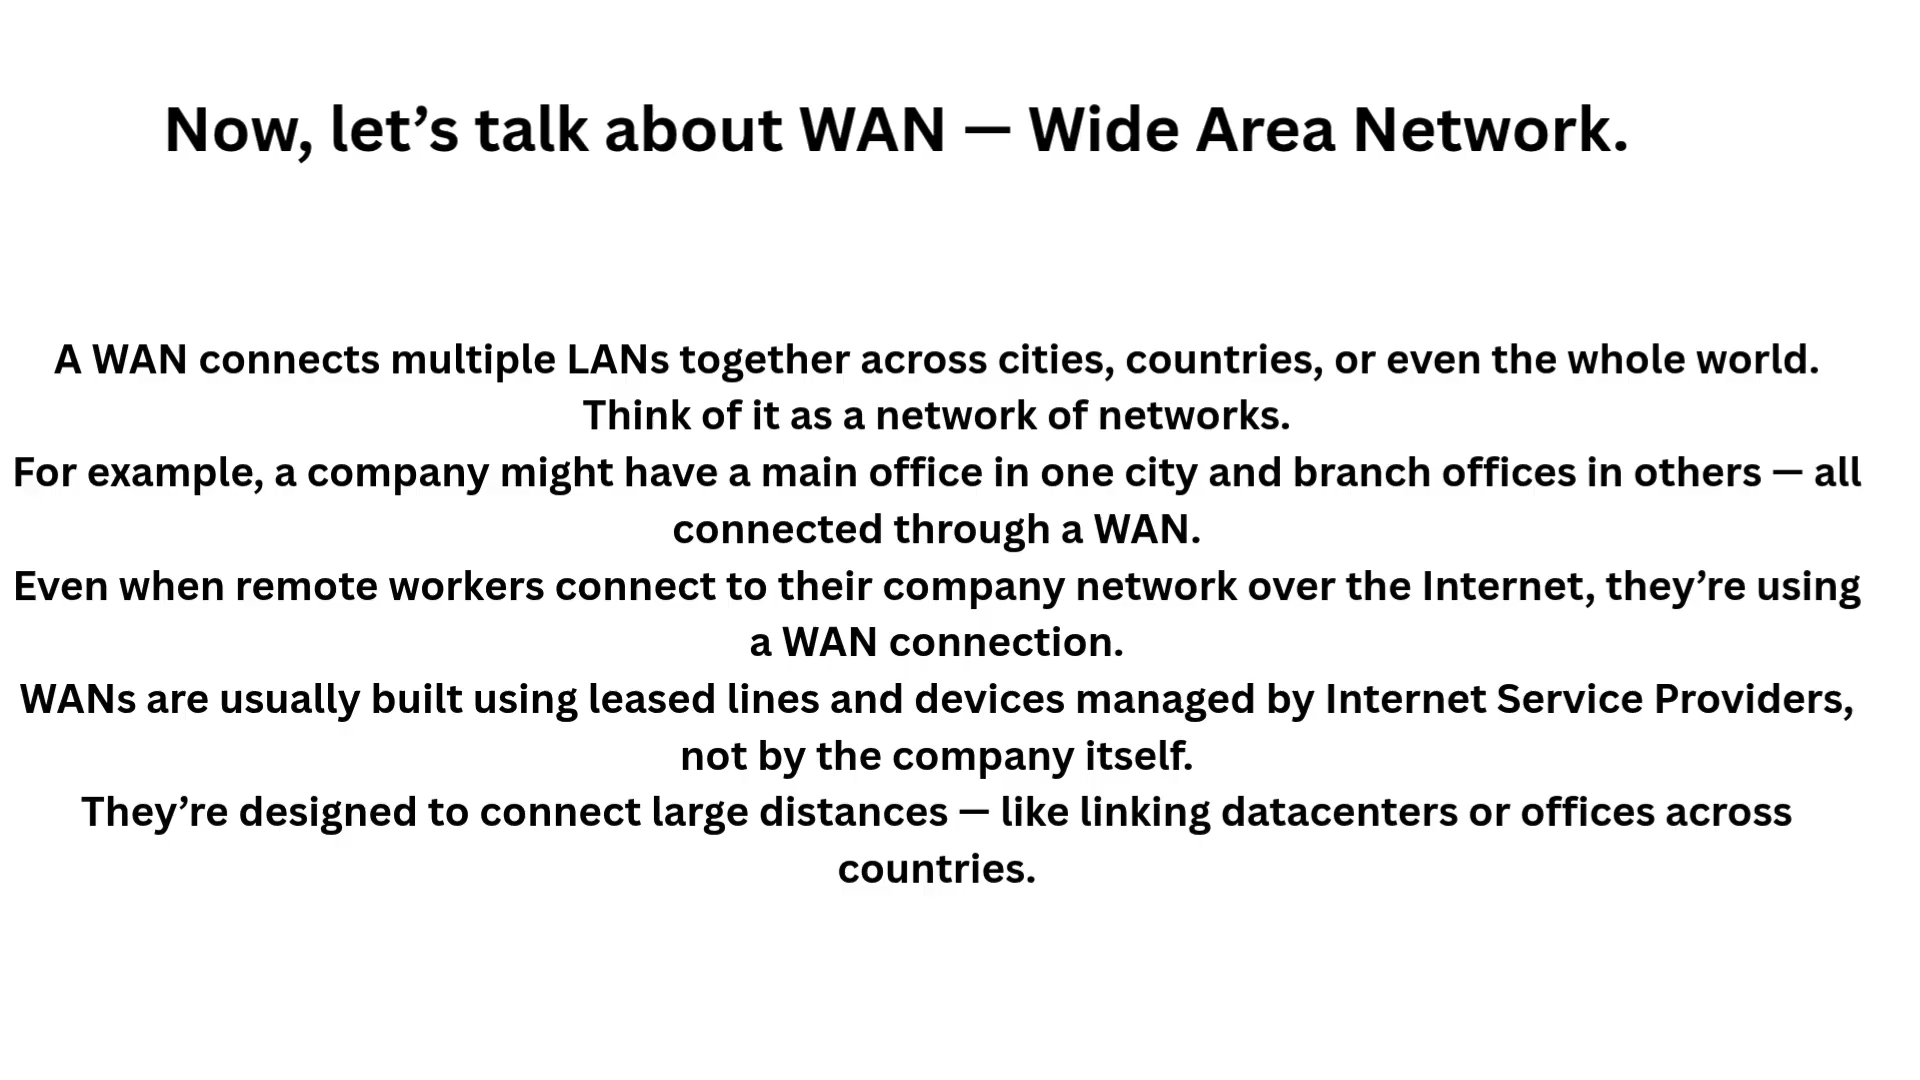 Now, let’s talk about WAN — Wide Area Network.
A WAN connects multiple LANs together across cities, countries, or even the whole world.
Think of it as a network of networks.
For example, a company might have a main office in one city and branch offices in others — all
connected through a WAN.
Even when remote workers connect to their company network over the Internet, they’re using
a WAN connection.
WANs are usually built using leased lines and devices managed by Internet Service Providers,
not by the company itself.
They’re designed to connect large distances — like linking datacenters or offices across
countries.